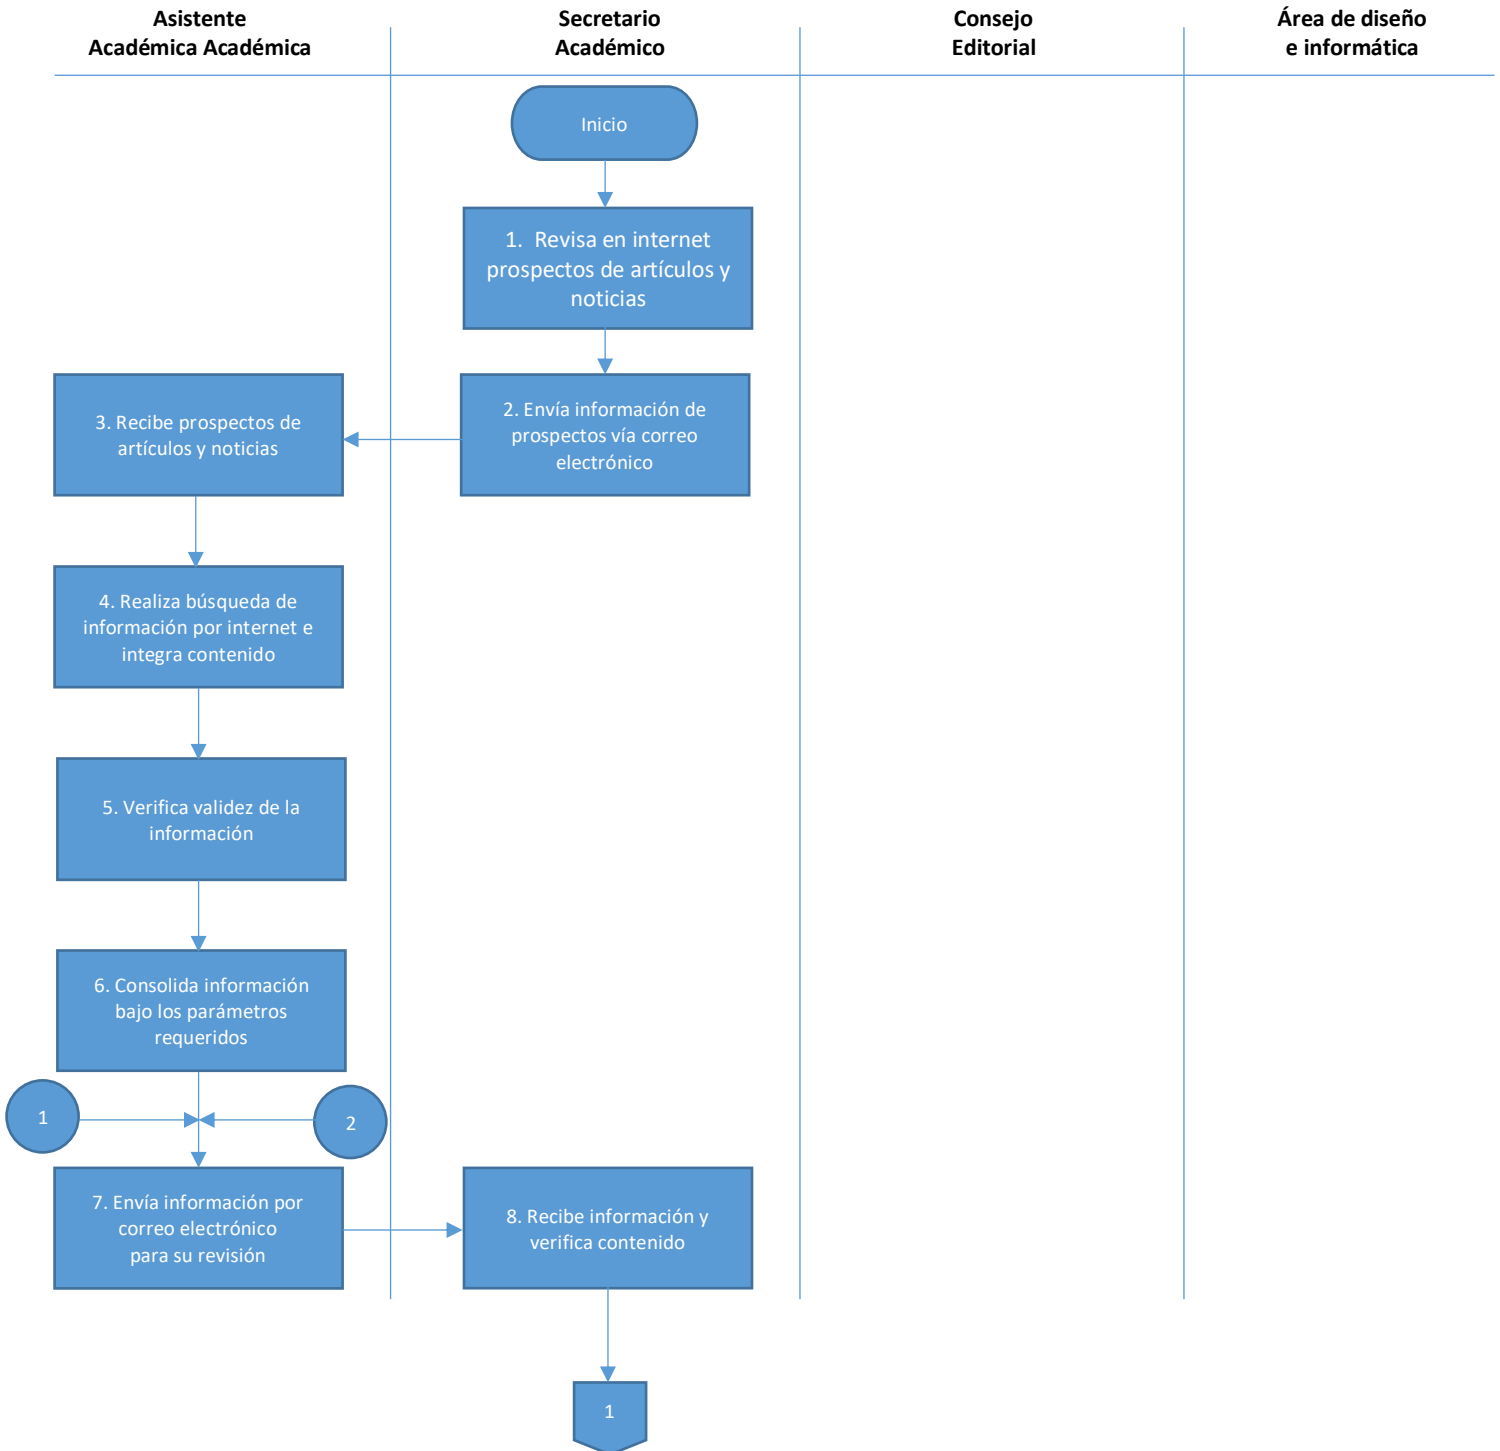 Asistente
Académica Académica
Secretario
Académico
Consejo
Editorial
Área de diseño
e informática
Inicio
1. Revisa en internet
prospectos de artículos y
noticias
2. Envía información de
prospectos vía correo
electrónico
3. Recibe prospectos de
artículos y noticias
4. Realiza búsqueda de
información por internet e
integra contenido
5. Verifica validez de la
información
6. Consolida información
bajo los parámetros
requeridos
1
2
7. Envía información por
correo electrónico
para su revisión
8. Recibe información y
verifica contenido
1